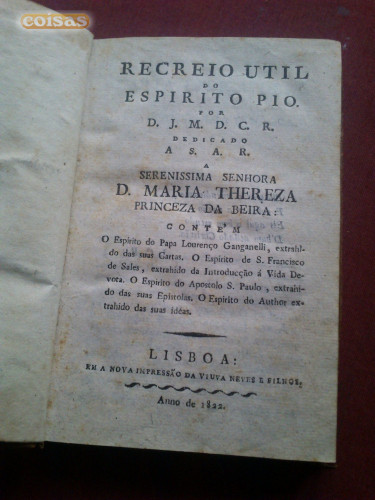 coisas
RECREIO UTIL
DO
ESPIRITO PIO.
POR
D. J. M. D. C. R.
DEDICADO
A S. A. R.
A
SERENISSIMA SENHORA
D. MARIA THEREZA
PRINCEZA DA BEIRA:
CONTÉM
O Espirito do Papa Lourenço Ganganelli, extrahi-
do das suas Cartas. O Espirito de S. Francisco
de Sales, extrahido da Introducção á Vida De-
vota. O Espirito do Apostolo S. Paulo, extrahi-
do das suas Epistolas. O Espirito do Author ex-
trahido das suas idéas.
LISBOA:
EM A NOVA IMPRESSÃO DA VIUVA NEVES E FILHOS.
Anno de 1822.